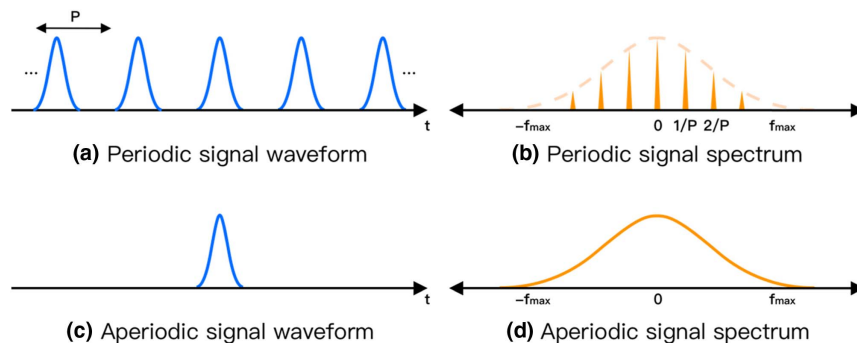 P
...
...
t
−fmax
0
1/P
2/P
fmax
(a) Periodic signal waveform
(b) Periodic signal spectrum
t
−fmax
0
fmax
(c) Aperiodic signal waveform
(d) Aperiodic signal spectrum